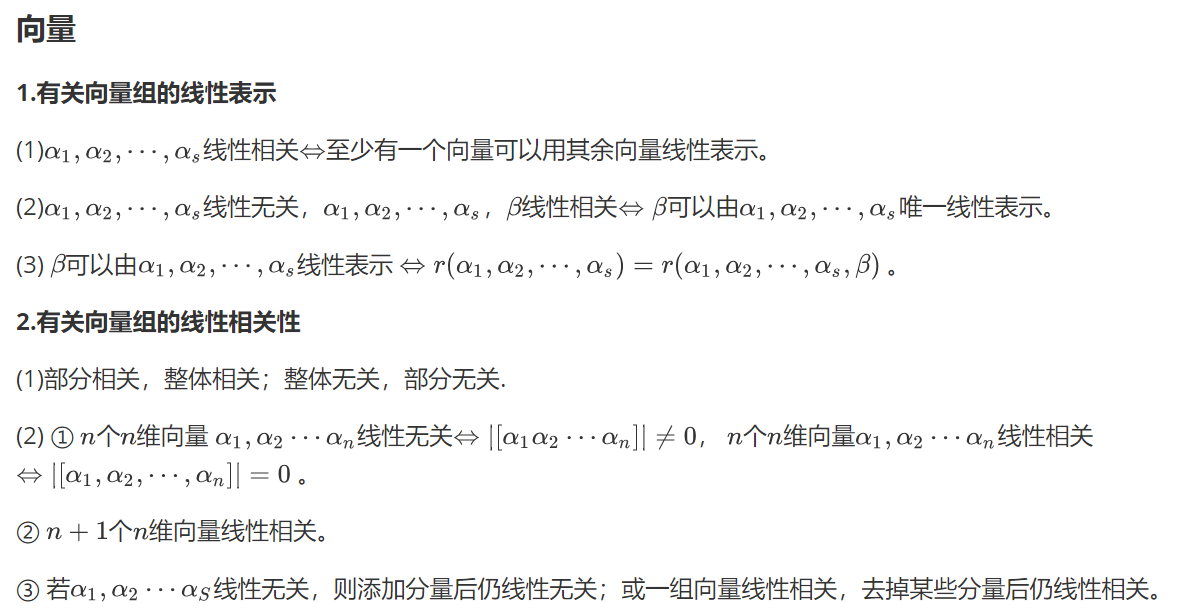 向量
1.有关向量组的线性表示
(1)α₁, α₂, ⋯, αₛ线性相关⇔至少有一个向量可以用其余向量线性表示。
(2)α₁, α₂, ⋯, αₛ线性无关，α₁, α₂, ⋯, αₛ，β线性相关⇔ β可以由α₁, α₂, ⋯, αₛ唯一线性表示。
(3) β可以由α₁, α₂, ⋯, αₛ线性表示 ⇔ r(α₁, α₂, ⋯, αₛ) = r(α₁, α₂, ⋯, αₛ, β) 。
2.有关向量组的线性相关性
(1)部分相关，整体相关；整体无关，部分无关.
(2) ① n个n维向量 α₁, α₂ ⋯ αₙ线性无关⇔ |[α₁α₂ ⋯ αₙ]| ≠ 0， n个n维向量α₁, α₂ ⋯ αₙ线性相关
⇔ |[α₁, α₂, ⋯, αₙ]| = 0 。
② n + 1个n维向量线性相关。
③ 若α₁, α₂ ⋯ α_S线性无关，则添加分量后仍线性无关；或一组向量线性相关，去掉某些分量后仍线性相关。